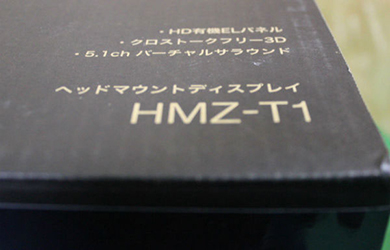 ・HD有機ELパネル
・クロストークフリー3D
・5.1ch バーチャルサラウンド
ヘッドマウントディスプレイ
HMZ-T1